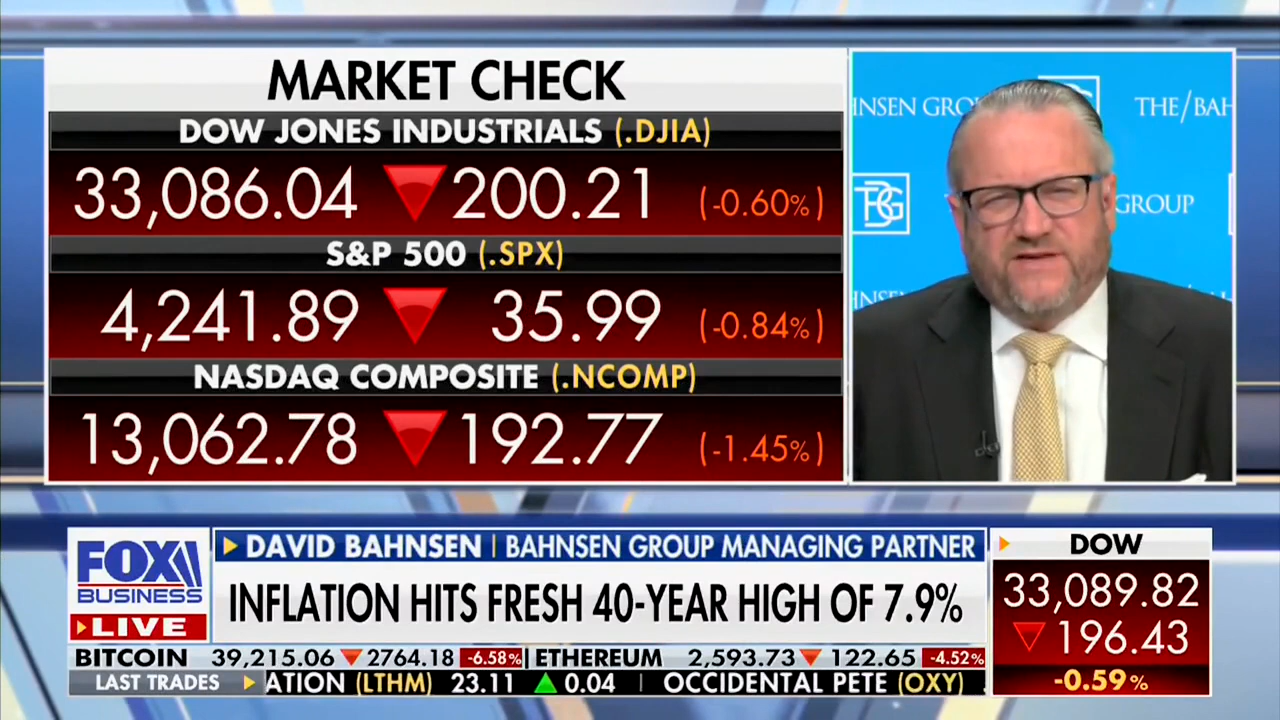 MARKET CHECK
DOW JONES INDUSTRIALS (.DJIA)
33,086.04 ▼ 200.21 (-0.60%)
S&P 500 (.SPX)
4,241.89 ▼ 35.99 (-0.84%)
NASDAQ COMPOSITE (.NCOMP)
13,062.78 ▼ 192.77 (-1.45%)
HNSEN GRO
THE/BAH
TBG
GROUP
HNSE
DAVID BAHNSEN | BAHNSEN GROUP MANAGING PARTNER
FOX BUSINESS
LIVE
INFLATION HITS FRESH 40-YEAR HIGH OF 7.9%
DOW
33,089.82
▼ 196.43
-0.59%
BITCOIN 39,215.06 ▼ 2764.18 -6.58% | ETHEREUM 2,593.73 ▼ 122.65 -4.52%
LAST TRADES ATION (LTHM) 23.11 ▲ 0.04 | OCCIDENTAL PETE (OXY)